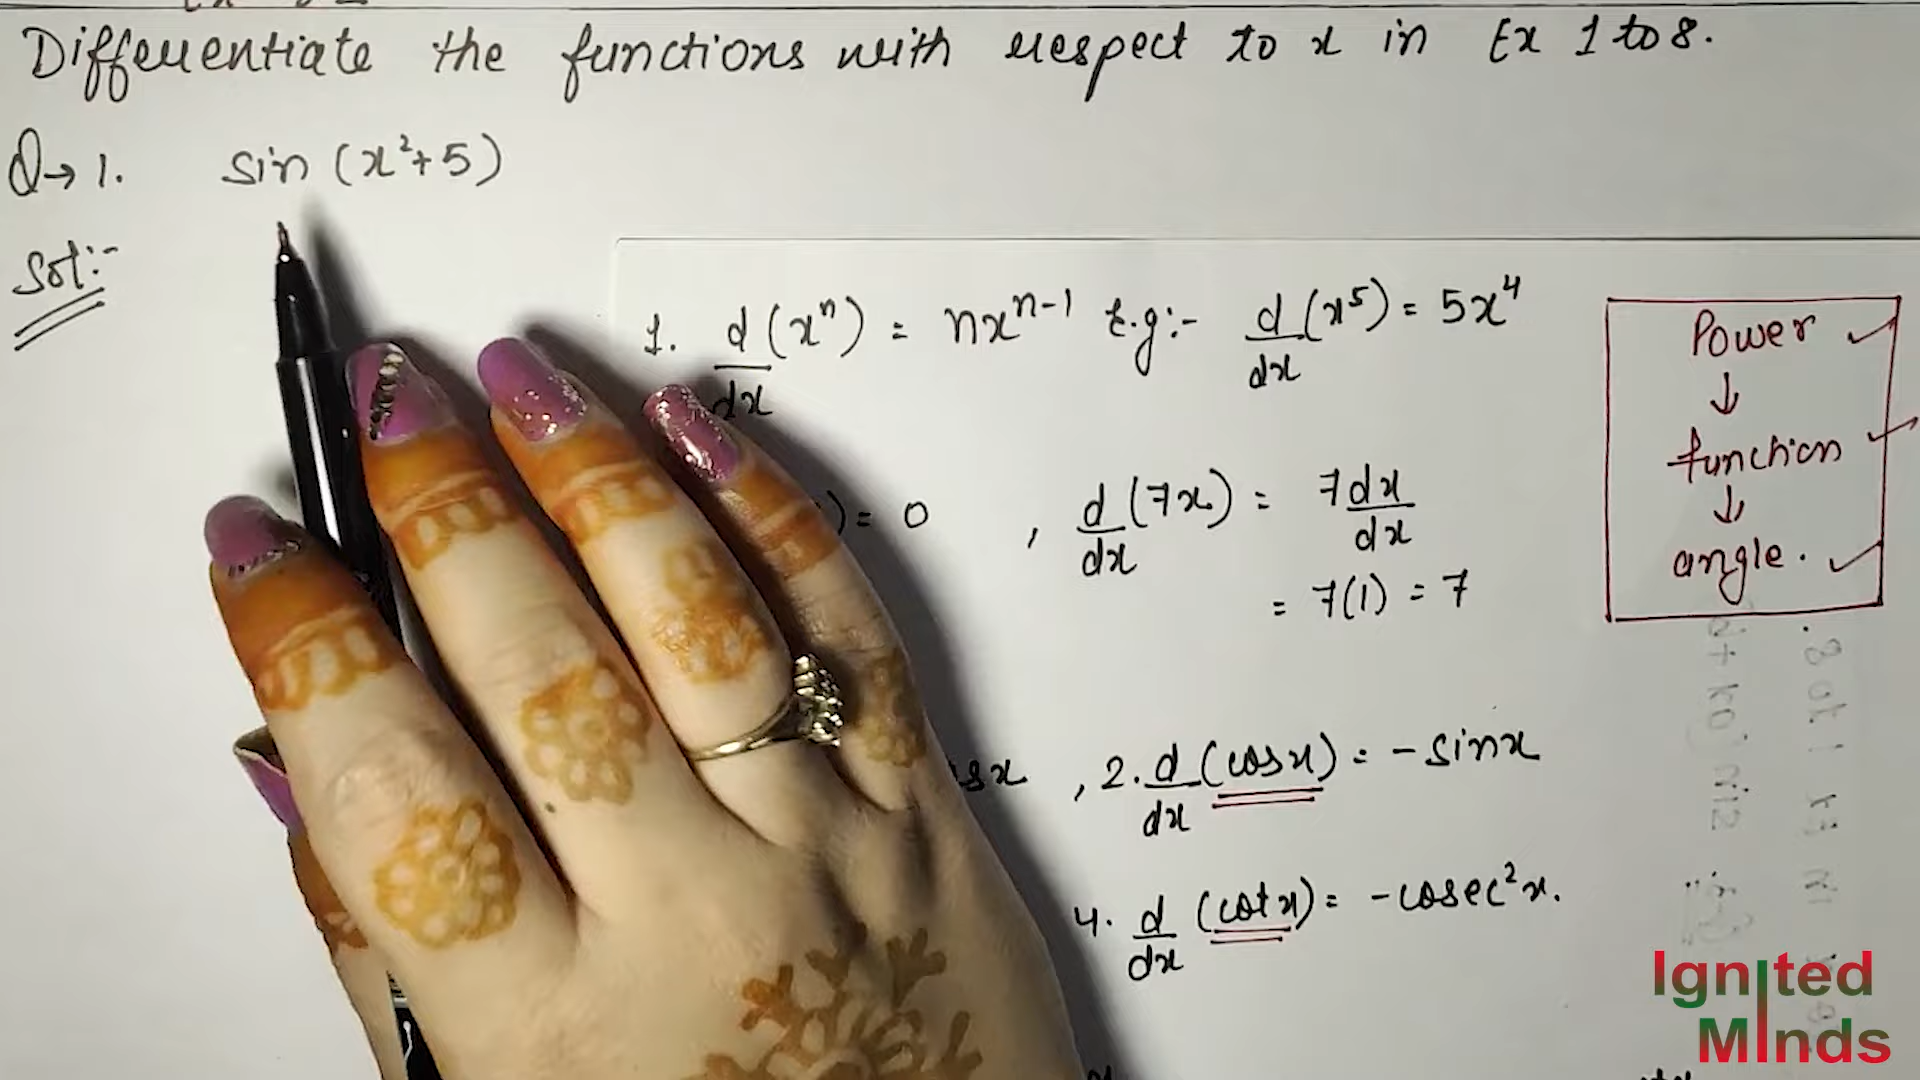 Differentiate the functions with respect to x in Ex 1 to 8.
Q→ 1. sin (x²+5)
Sol:-
1. d/dx (xⁿ) = nxⁿ⁻¹ E.g:- d/dx (x⁵) = 5x⁴
) = 0 , d/dx (7x) = 7dx/dx
= 7(1) = 7
, 2. d/dx (cosx) = -sinx
4. d/dx (cotx) = -cosec²x.
Power
↓
function
↓
angle.
Ignited
Minds